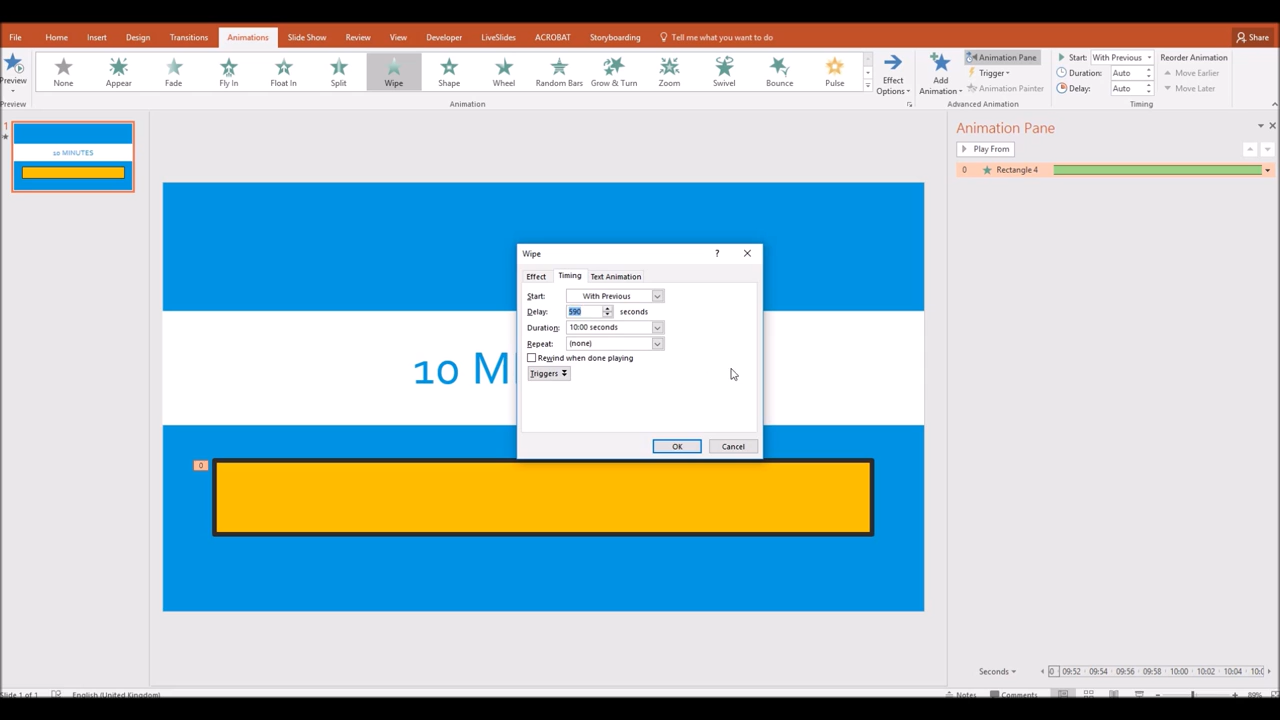 File Home Insert Design Transitions Animations Slide Show Review View Developer LiveSlides ACROBAT Storyboarding Tell me what you want to do Share
Preview None Appear Fade Fly In Float In Split Wipe Shape Wheel Random Bars Grow & Turn Zoom Swivel Bounce Pulse
Effect Options Add Animation
Animation Pane
Trigger
Animation Painter
Start: With Previous
Duration: Auto
Delay: Auto
Reorder Animation
Move Earlier
Move Later
Preview Animation Advanced Animation Timing
1
10 MINUTES
10 M
0
Wipe ?
Effect Timing Text Animation
Start: With Previous
Delay: 590 seconds
Duration: 10:00 seconds
Repeat: (none)
Rewind when done playing
Triggers
OK Cancel
Animation Pane
Play From
0 Rectangle 4
Seconds 0 09:52 09:54 09:56 09:58 10:00 10:02 10:04
Slide 1 of 1 English (United Kingdom) Notes Comments 89%